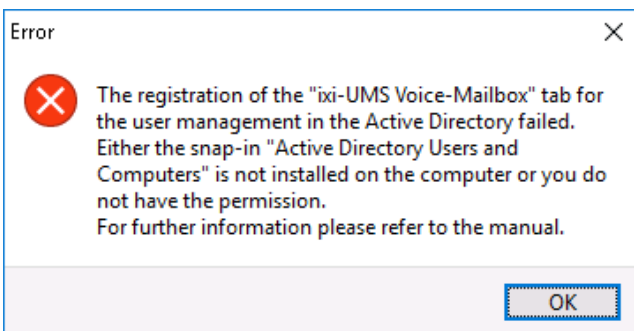 Error
The registration of the "ixi-UMS Voice-Mailbox" tab for
the user management in the Active Directory failed.
Either the snap-in "Active Directory Users and
Computers" is not installed on the computer or you do
not have the permission.
For further information please refer to the manual.
OK